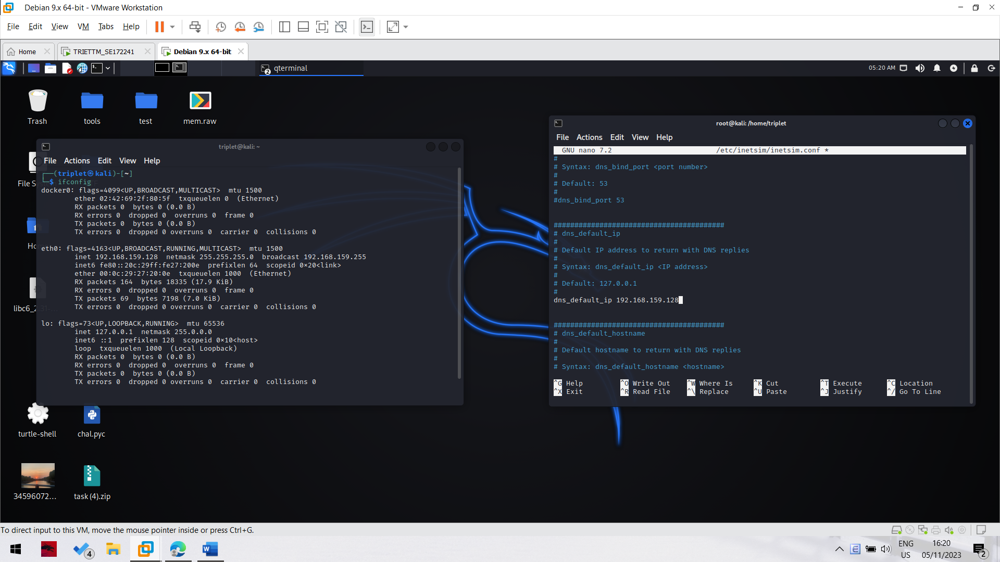 Debian 9.x 64-bit - VMware Workstation
File Edit View VM Tabs Help
Home
TRIETTM_SE172241
Debian 9.x 64-bit
qterminal
2
05:20 AM
Trash
tools
test
mem.raw
File Sy
Ho
libc6_2.31-...
turtle-shell
chal.pyc
34596072...
task (4).zip
triplet@kali: ~
File Actions Edit View Help
┌──(triplet㉿kali)-[~]
└─$ ifconfig
docker0: flags=4099<UP,BROADCAST,MULTICAST>  mtu 1500
        ether 02:42:69:2f:80:5f  txqueuelen 0  (Ethernet)
        RX packets 0  bytes 0 (0.0 B)
        RX errors 0  dropped 0  overruns 0  frame 0
        TX packets 0  bytes 0 (0.0 B)
        TX errors 0  dropped 0 overruns 0  carrier 0  collisions 0
eth0: flags=4163<UP,BROADCAST,RUNNING,MULTICAST>  mtu 1500
        inet 192.168.159.128  netmask 255.255.255.0  broadcast 192.168.159.255
        inet6 fe80::20c:29ff:fe27:200e  prefixlen 64  scopeid 0×20<link>
        ether 00:0c:29:27:20:0e  txqueuelen 1000  (Ethernet)
        RX packets 164  bytes 18335 (17.9 KiB)
        RX errors 0  dropped 0  overruns 0  frame 0
        TX packets 69  bytes 7198 (7.0 KiB)
        TX errors 0  dropped 0 overruns 0  carrier 0  collisions 0
lo: flags=73<UP,LOOPBACK,RUNNING>  mtu 65536
        inet 127.0.0.1  netmask 255.0.0.0
        inet6 ::1  prefixlen 128  scopeid 0×10<host>
        loop  txqueuelen 1000  (Local Loopback)
        RX packets 0  bytes 0 (0.0 B)
        RX errors 0  dropped 0  overruns 0  frame 0
        TX packets 0  bytes 0 (0.0 B)
        TX errors 0  dropped 0 overruns 0  carrier 0  collisions 0
root@kali: /home/triplet
File Actions Edit View Help
GNU nano 7.2 /etc/inetsim/inetsim.conf *
#
# Syntax: dns_bind_port <port number>
#
# Default: 53
#
#dns_bind_port 53
#########################################
# dns_default_ip
#
# Default IP address to return with DNS replies
#
# Syntax: dns_default_ip <IP address>
#
# Default: 127.0.0.1
#
dns_default_ip 192.168.159.128
#########################################
# dns_default_hostname
#
# Default hostname to return with DNS replies
#
# Syntax: dns_default_hostname <hostname>
^G Help ^O Write Out ^W Where Is ^K Cut ^T Execute ^C Location
^X Exit ^R Read File ^\ Replace ^U Paste ^J Justify ^/ Go To Line
To direct input to this VM, move the mouse pointer inside or press Ctrl+G.
4
W
E
ENG
US
16:20
05/11/2023
2